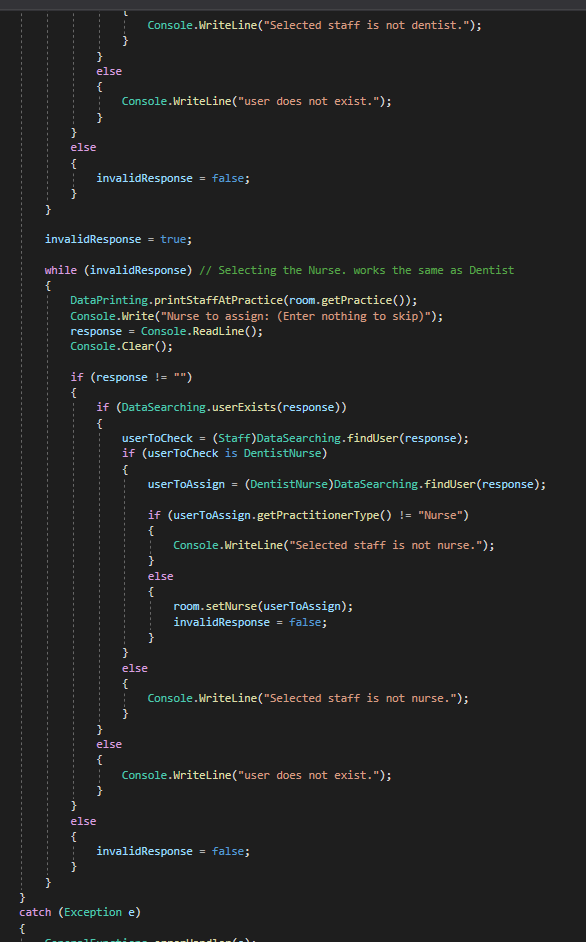 {
Console.WriteLine("Selected staff is not dentist.");
}
}
else
{
Console.WriteLine("user does not exist.");
}
}
else
{
invalidResponse = false;
}
}
invalidResponse = true;
while (invalidResponse) // Selecting the Nurse. works the same as Dentist
{
DataPrinting.printStaffAtPractice(room.getPractice());
Console.Write("Nurse to assign: (Enter nothing to skip)");
response = Console.ReadLine();
Console.Clear();
if (response != "")
{
if (DataSearching.userExists(response))
{
userToCheck = (Staff)DataSearching.findUser(response);
if (userToCheck is DentistNurse)
{
userToAssign = (DentistNurse)DataSearching.findUser(response);
if (userToAssign.getPractitionerType() != "Nurse")
{
Console.WriteLine("Selected staff is not nurse.");
}
else
{
room.setNurse(userToAssign);
invalidResponse = false;
}
}
else
{
Console.WriteLine("Selected staff is not nurse.");
}
}
else
{
Console.WriteLine("user does not exist.");
}
}
else
{
invalidResponse = false;
}
}
}
catch (Exception e)
{